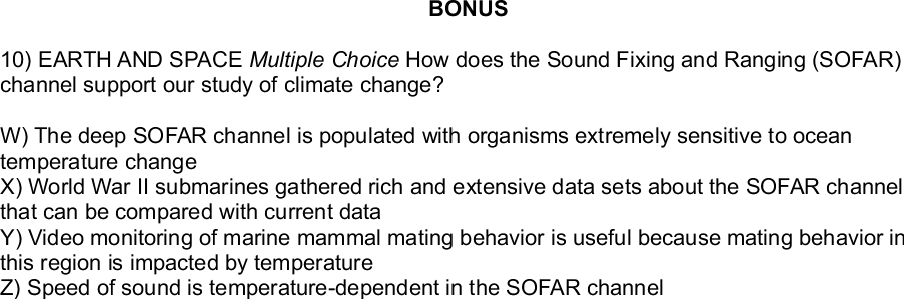 BONUS
10) EARTH AND SPACE Multiple Choice How does the Sound Fixing and Ranging (SOFAR)
channel support our study of climate change?
W) The deep SOFAR channel is populated with organisms extremely sensitive to ocean
temperature change
X) World War II submarines gathered rich and extensive data sets about the SOFAR channel
that can be compared with current data
Y) Video monitoring of marine mammal mating behavior is useful because mating behavior in
this region is impacted by temperature
Z) Speed of sound is temperature-dependent in the SOFAR channel